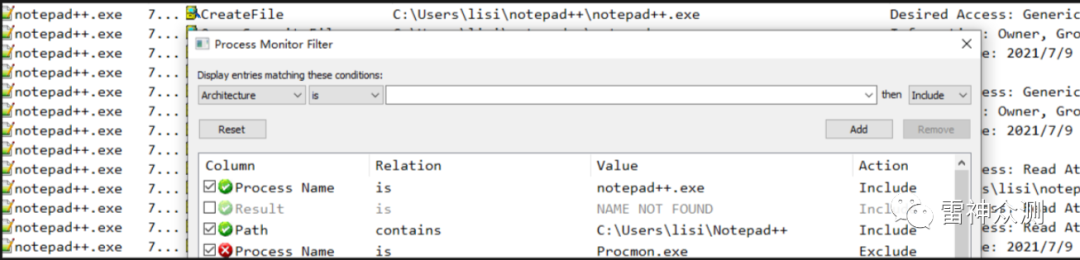 notepad++.exe 7... CreateFile C:\Users\lisi\notepad++\notepad++.exe Desired Access: Generic
notepad++.exe 7... : Owner, Gro
notepad++.exe 7... e: 2021/7/9
notepad++.exe 7...
notepad++.exe 7... ess: Generic
notepad++.exe 7... : Owner, Gro
notepad++.exe 7... e: 2021/7/9
notepad++.exe 7...
notepad++.exe 7... ess: Read At
notepad++.exe 7... s\lisi\notep
notepad++.exe 7... ess: Read At
notepad++.exe 7...
notepad++.exe 7... e: 2021/7/9
Process Monitor Filter
Display entries matching these conditions:
Architecture is then Include
Reset Add Remove
Column Relation Value Action
Process Name is notepad++.exe Include
Result is NAME NOT FOUND
Path contains C:\Users\lisi\Notepad++ Include
Process Name is Procmon.exe Exclude
雷神众测